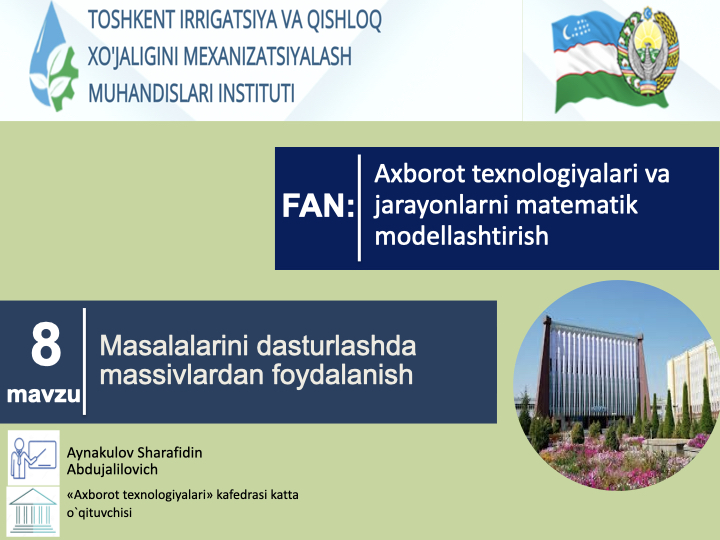 TOSHKENT IRRIGATSIYA VA QISHLOQ
XO'JALIGINI MEXANIZATSIYALASH
MUHANDISLARI INSTITUTI
FAN:
Axborot texnologiyalari va
jarayonlarni matematik
modellashtirish
8
mavzu
Masalalarini dasturlashda
massivlardan foydalanish
Aynakulov Sharafidin
Abdujalilovich
«Axborot texnologiyalari» kafedrasi katta
o`qituvchisi